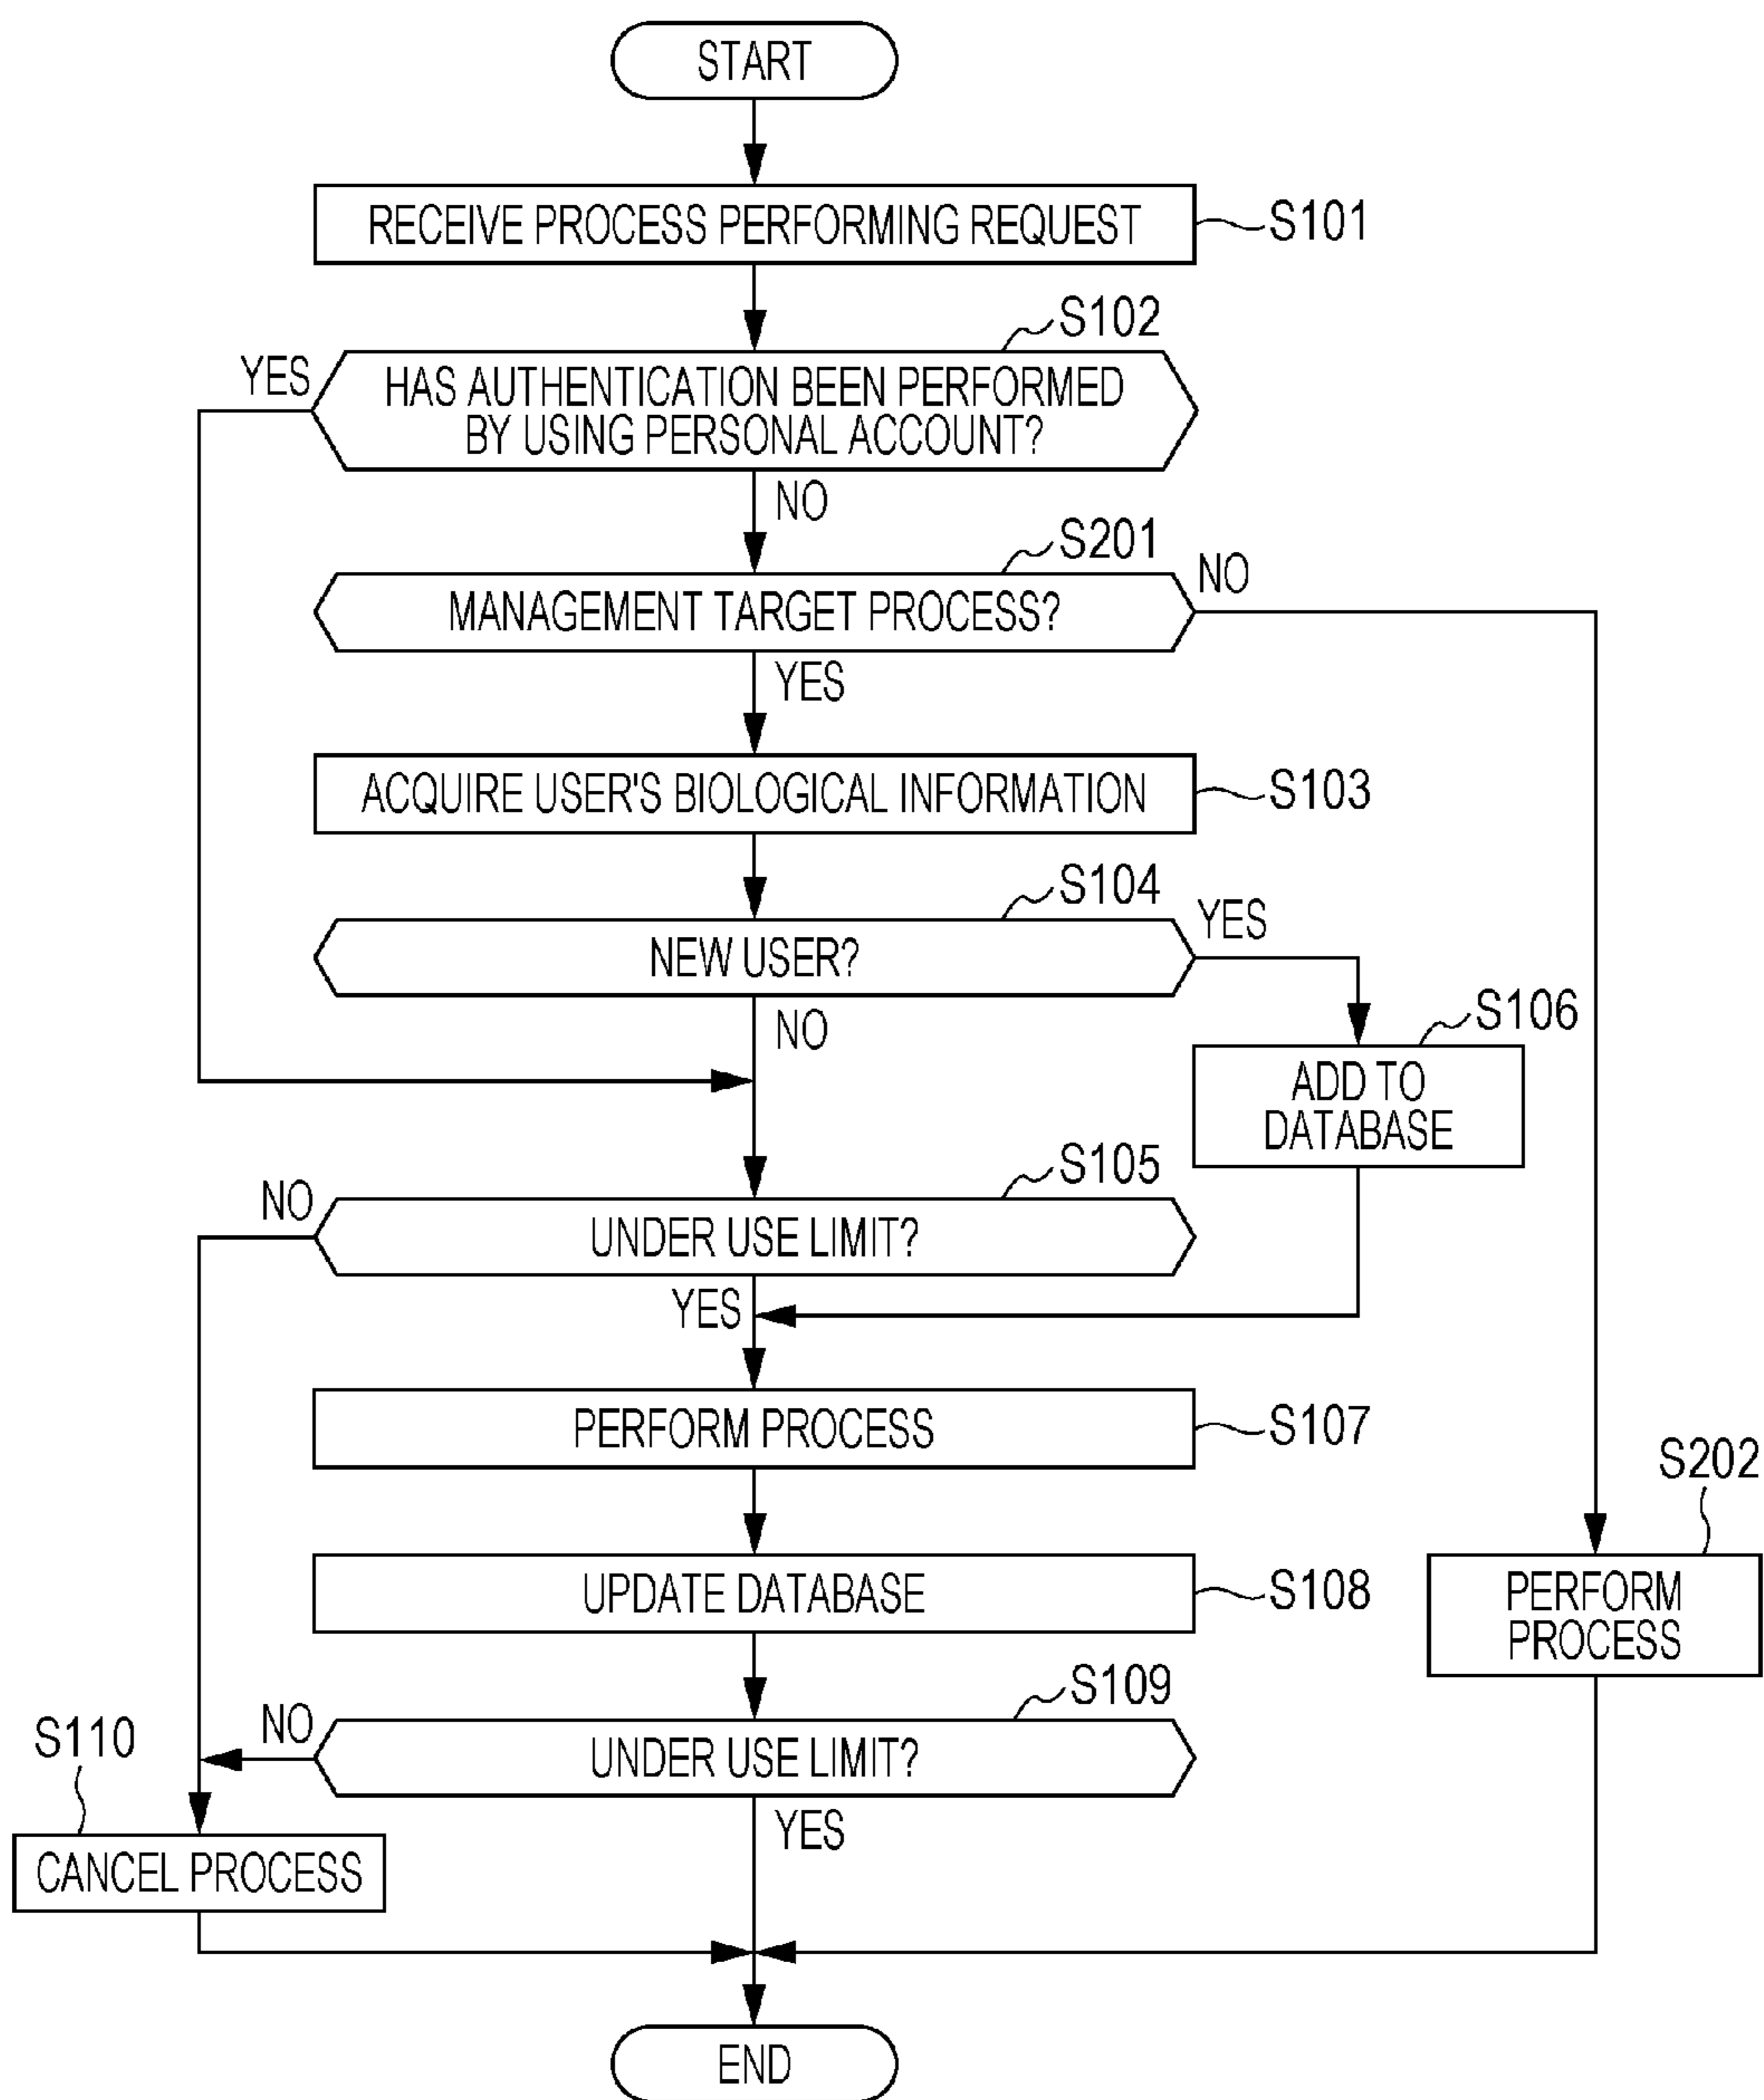 START
RECEIVE PROCESS PERFORMING REQUEST
S101
S102
YES
HAS AUTHENTICATION BEEN PERFORMED
BY USING PERSONAL ACCOUNT?
NO
S201
NO
MANAGEMENT TARGET PROCESS?
YES
ACQUIRE USER'S BIOLOGICAL INFORMATION
S103
S104
YES
NEW USER?
NO
S106
ADD TO
DATABASE
S105
NO
UNDER USE LIMIT?
YES
PERFORM PROCESS
S107
S202
UPDATE DATABASE
S108
PERFORM
PROCESS
S109
S110
NO
UNDER USE LIMIT?
YES
CANCEL PROCESS
END